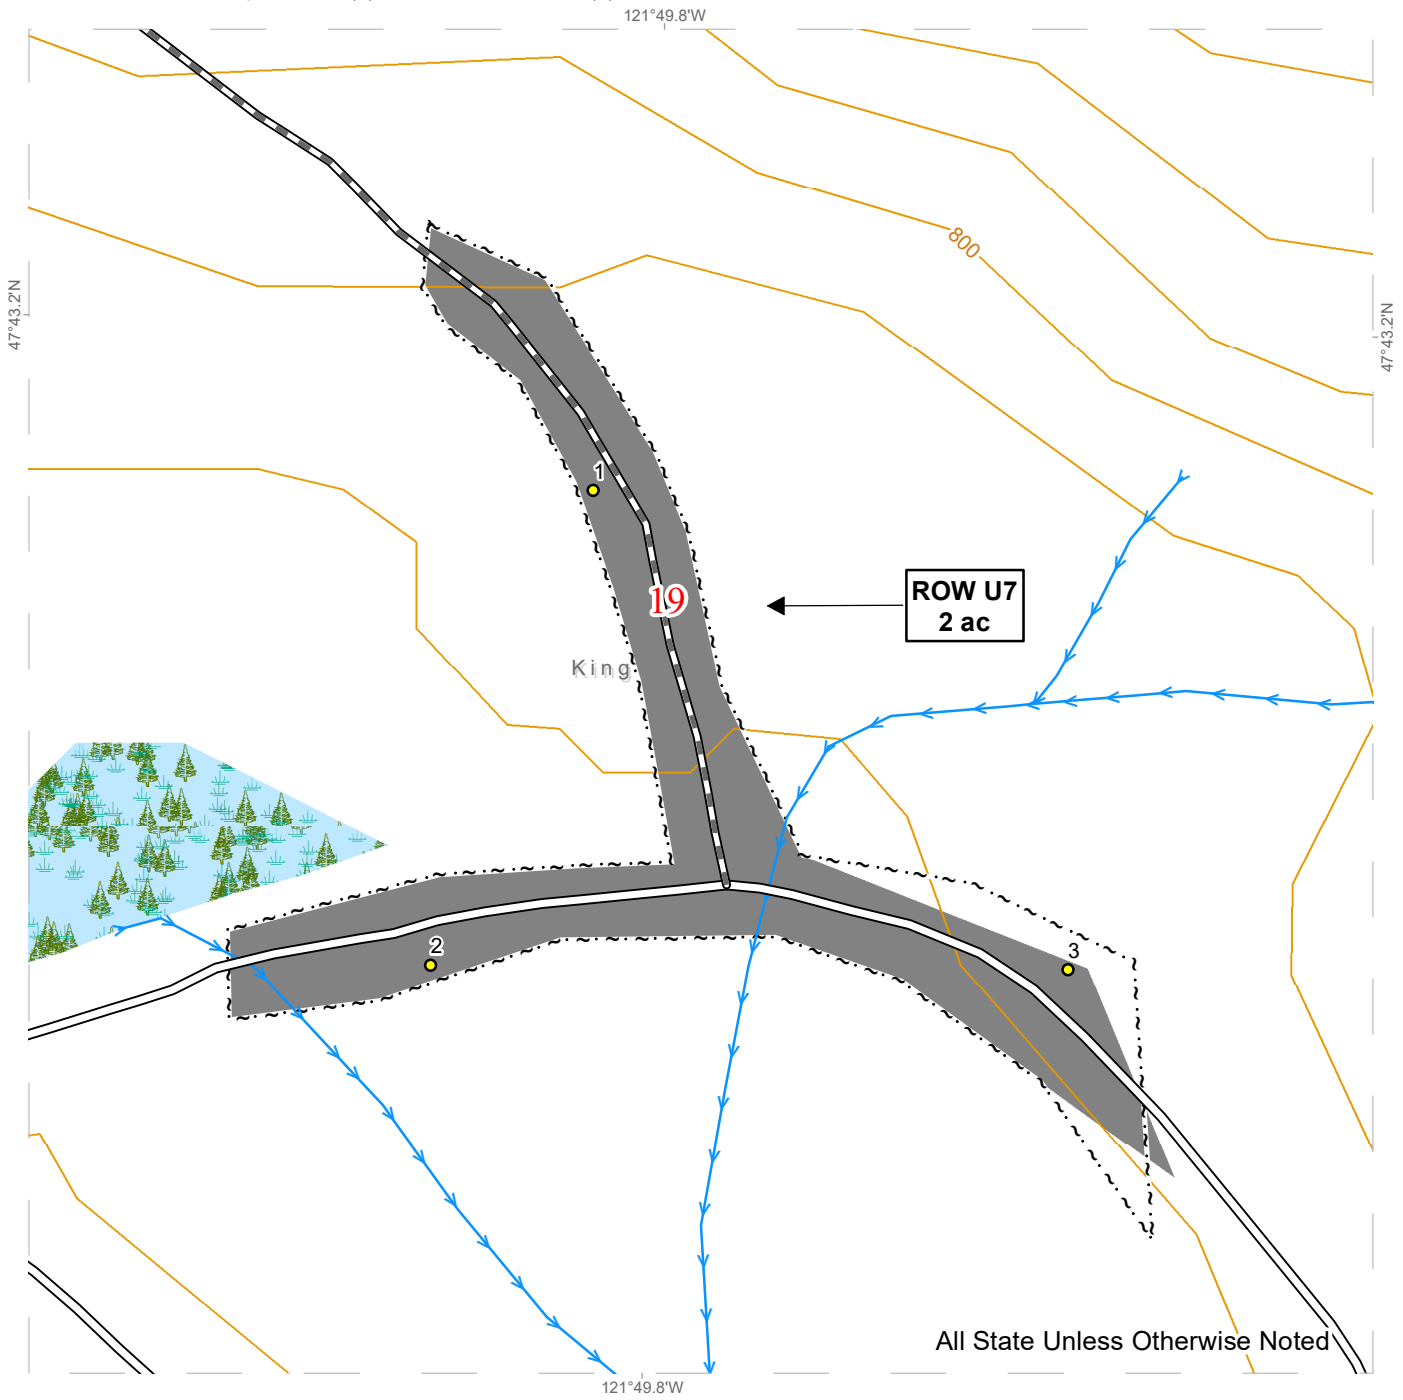 121°49.8'W
800
47°43.2'N
47°43.2'N
1
ROW U7
2 ac
19
King
2
3
All State Unless Otherwise Noted
121°49.8'W